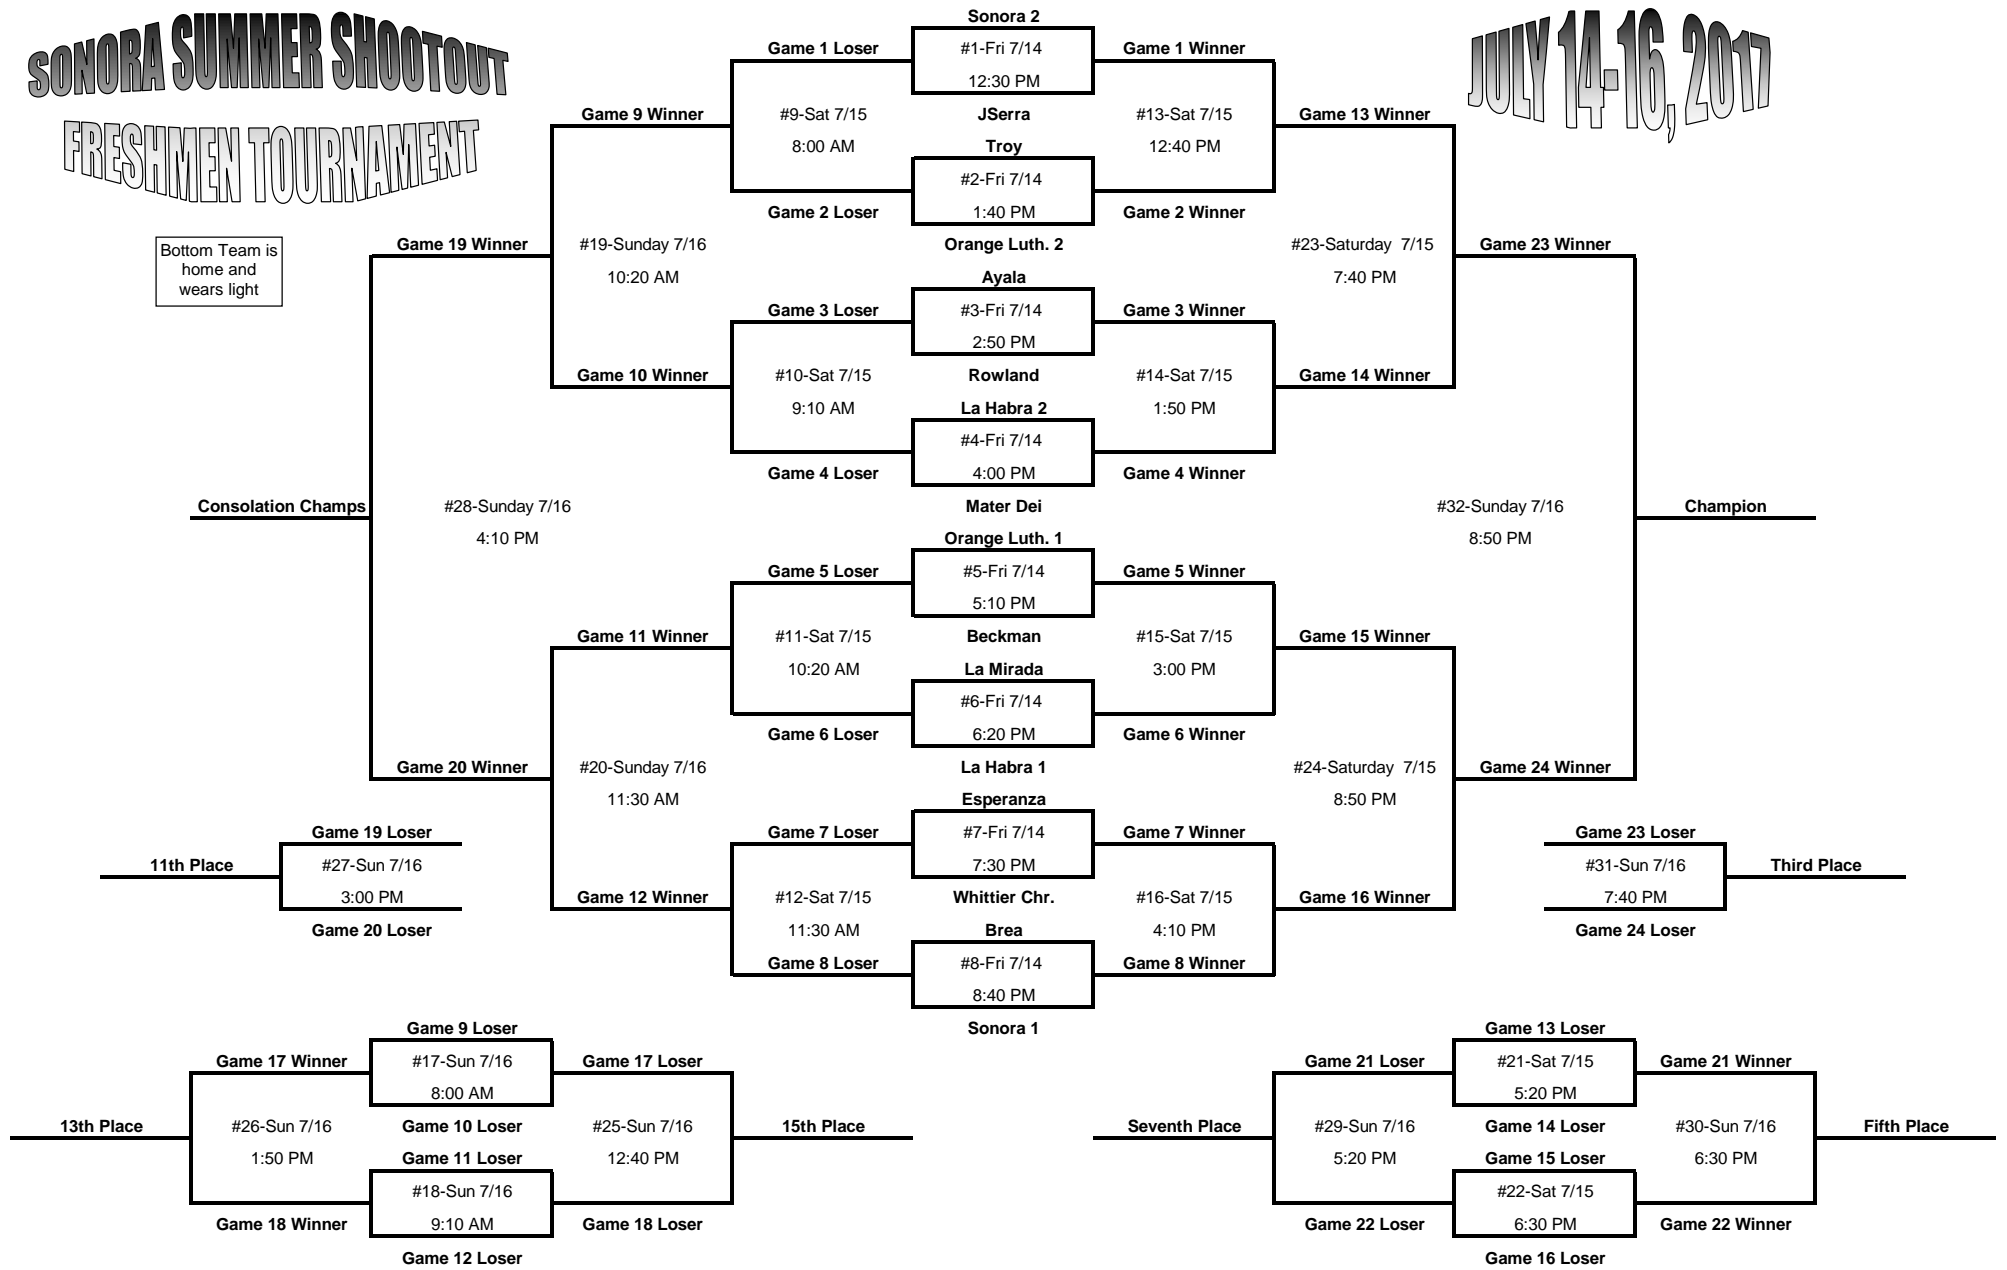 SONORA SUMMER SHOOTOUT
FRESHMEN TOURNAMENT
JULY 14-16, 2017
Bottom Team is
home and
wears light
Sonora 2
Game 1 Loser
#1-Fri 7/14
Game 1 Winner
12:30 PM
Game 9 Winner
#9-Sat 7/15
JSerra
#13-Sat 7/15
Game 13 Winner
8:00 AM
Troy
12:40 PM
#2-Fri 7/14
Game 2 Loser
1:40 PM
Game 2 Winner
Game 19 Winner
#19-Sunday 7/16
Orange Luth. 2
#23-Saturday  7/15
Game 23 Winner
10:20 AM
Ayala
7:40 PM
Game 3 Loser
#3-Fri 7/14
Game 3 Winner
2:50 PM
Game 10 Winner
#10-Sat 7/15
Rowland
#14-Sat 7/15
Game 14 Winner
9:10 AM
La Habra 2
1:50 PM
#4-Fri 7/14
Game 4 Loser
4:00 PM
Game 4 Winner
Consolation Champs
#28-Sunday 7/16
Mater Dei
#32-Sunday 7/16
Champion
4:10 PM
Orange Luth. 1
8:50 PM
Game 5 Loser
#5-Fri 7/14
Game 5 Winner
5:10 PM
Game 11 Winner
#11-Sat 7/15
Beckman
#15-Sat 7/15
Game 15 Winner
10:20 AM
La Mirada
3:00 PM
#6-Fri 7/14
Game 6 Loser
6:20 PM
Game 6 Winner
Game 20 Winner
#20-Sunday 7/16
La Habra 1
#24-Saturday  7/15
Game 24 Winner
11:30 AM
Esperanza
8:50 PM
Game 19 Loser
Game 7 Loser
#7-Fri 7/14
Game 7 Winner
Game 23 Loser
11th Place
#27-Sun 7/16
7:30 PM
#31-Sun 7/16
Third Place
3:00 PM
Game 12 Winner
#12-Sat 7/15
Whittier Chr.
#16-Sat 7/15
Game 16 Winner
7:40 PM
Game 20 Loser
11:30 AM
Brea
4:10 PM
Game 24 Loser
Game 8 Loser
#8-Fri 7/14
Game 8 Winner
8:40 PM
Game 9 Loser
Sonora 1
Game 13 Loser
Game 17 Winner
#17-Sun 7/16
Game 17 Loser
Game 21 Loser
#21-Sat 7/15
Game 21 Winner
8:00 AM
5:20 PM
13th Place
#26-Sun 7/16
Game 10 Loser
#25-Sun 7/16
15th Place
Seventh Place
#29-Sun 7/16
Game 14 Loser
#30-Sun 7/16
Fifth Place
1:50 PM
Game 11 Loser
12:40 PM
5:20 PM
Game 15 Loser
6:30 PM
#18-Sun 7/16
#22-Sat 7/15
Game 18 Winner
9:10 AM
Game 18 Loser
Game 22 Loser
6:30 PM
Game 22 Winner
Game 12 Loser
Game 16 Loser